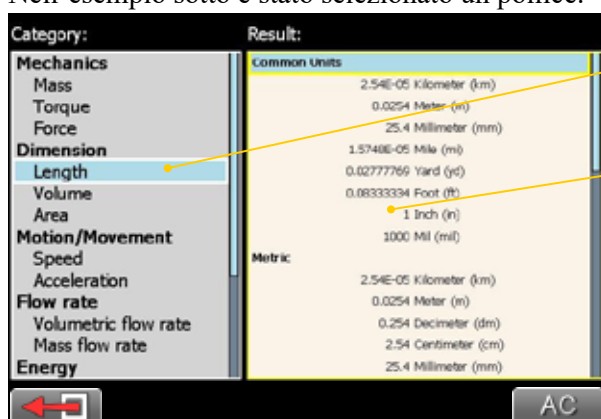 Nell'esempio sotto è stato selezionato un pollice.
Category:
Mechanics
Mass
Torque
Force
Dimension
Length
Volume
Area
Motion/Movement
Speed
Acceleration
Flow rate
Volumetric flow rate
Mass flow rate
Energy
Result:
Common Units
2.54E-05 Kilometer (km)
0.0254 Meter (m)
25.4 Millimeter (mm)
1.5748E-05 Mile (mi)
0.02777769 Yard (yd)
0.08333334 Foot (ft)
1 Inch (in)
1000 Mil (mil)
Metric
2.54E-05 Kilometer (km)
0.0254 Meter (m)
0.254 Decimeter (dm)
2.54 Centimeter (cm)
25.4 Millimeter (mm)
AC